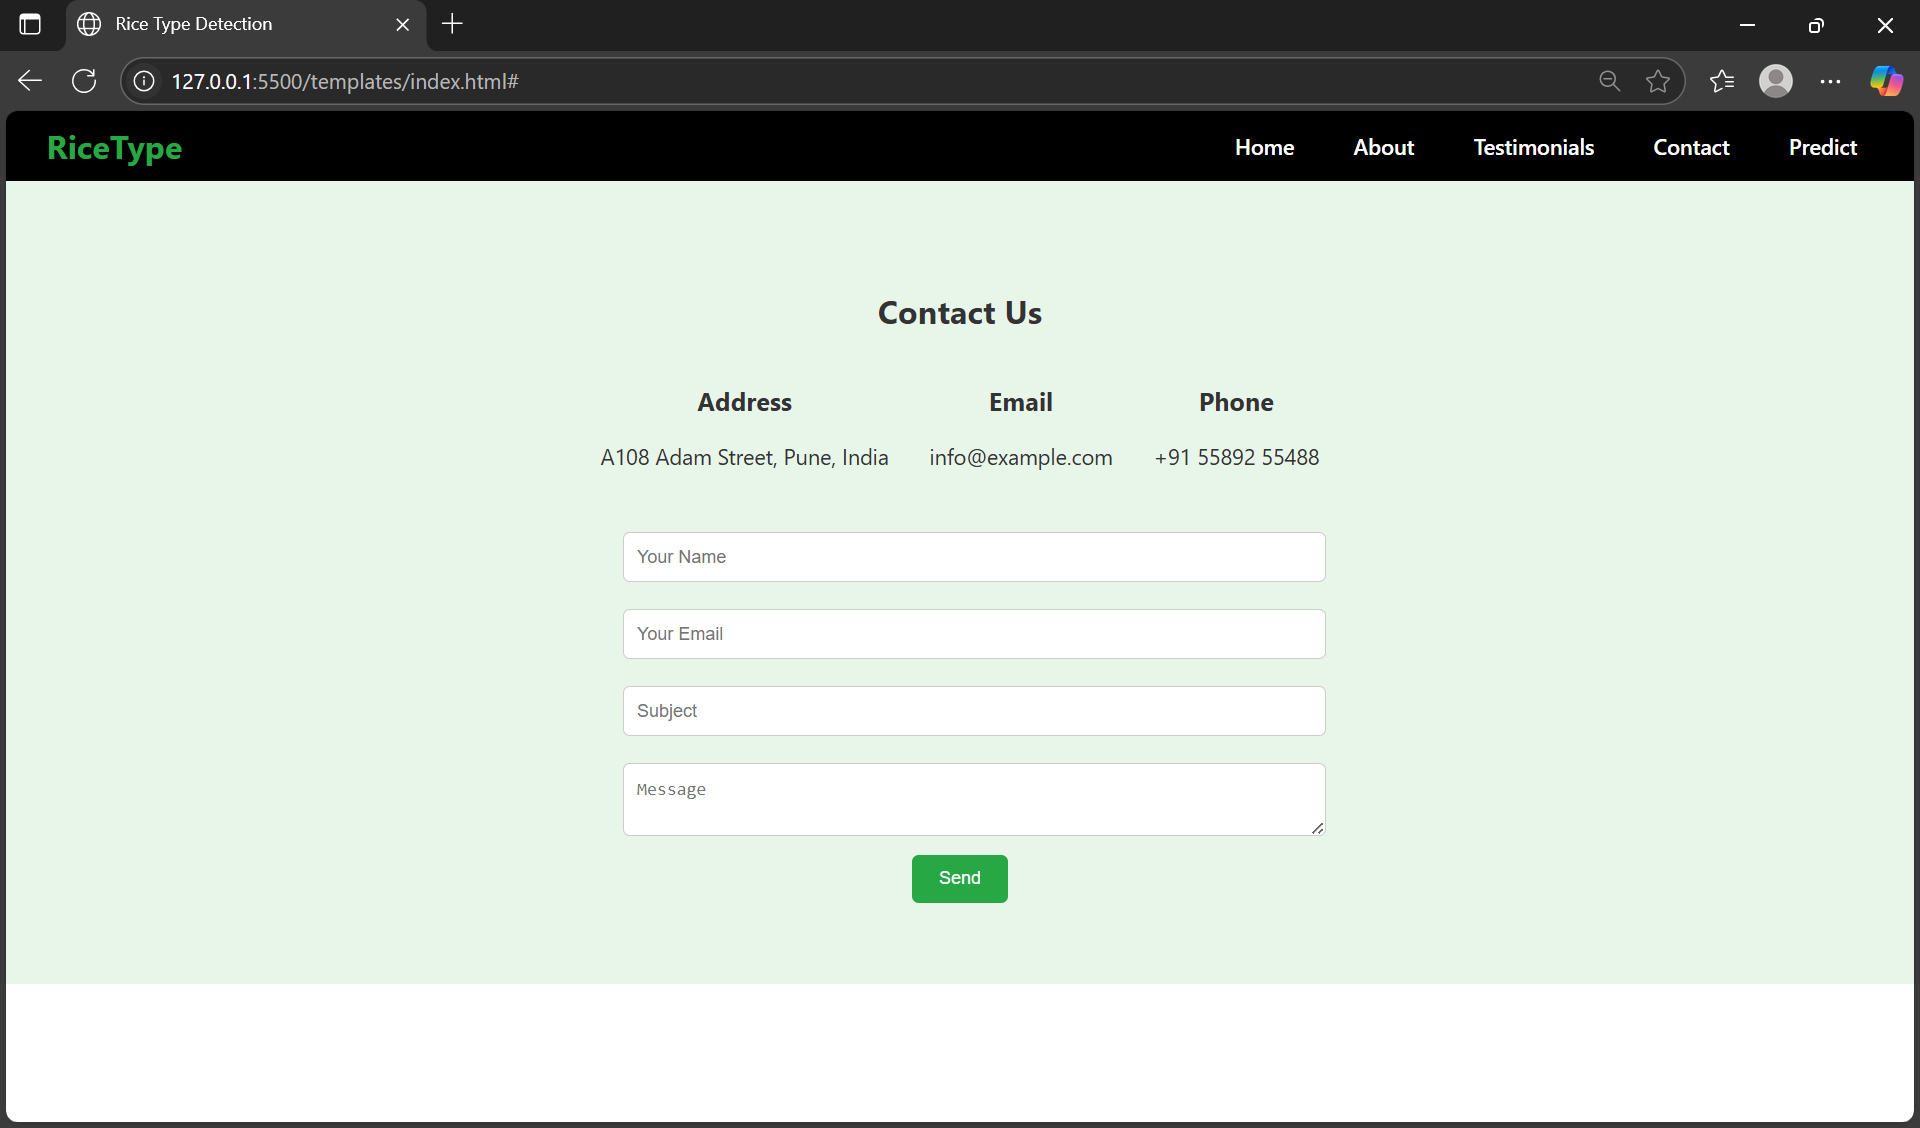 Rice Type Detection
127.0.0.1:5500/templates/index.html#
RiceType
Home About Testimonials Contact Predict
Contact Us
Address Email Phone
A108 Adam Street, Pune, India info@example.com +91 55892 55488
Your Name
Your Email
Subject
Message
Send